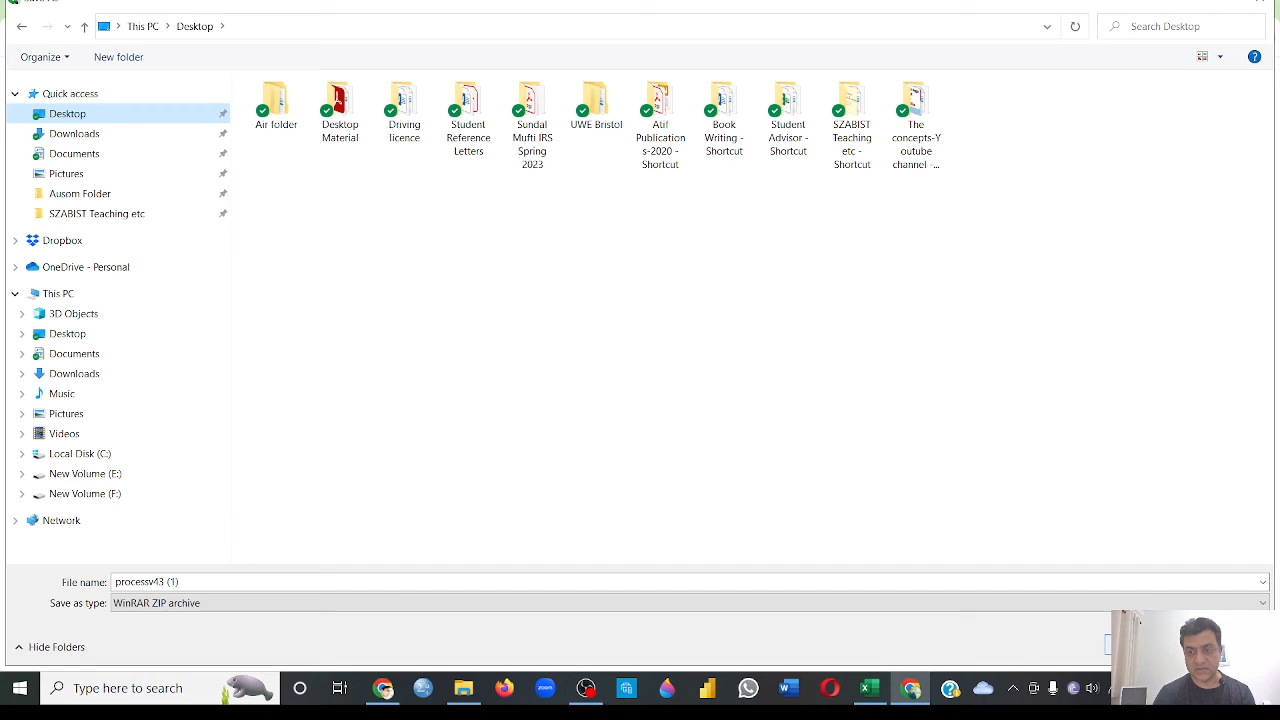 This PC
Desktop
Search Desktop
Organize
New folder
Quick access
Desktop
Downloads
Documents
Pictures
Ausom Folder
SZABIST Teaching etc
Dropbox
OneDrive - Personal
This PC
3D Objects
Desktop
Documents
Downloads
Music
Pictures
Videos
Local Disk (C:)
New Volume (E:)
New Volume (F:)
Network
Air folder
Desktop
Material
Driving
licence
Student
Reference
Letters
Sundal
Mufti IRS
Spring
2023
UWE Bristol
Atif
Publication
s-2020 -
Shortcut
Book
Writing -
Shortcut
Student
Advisor -
Shortcut
SZABIST
Teaching
etc -
Shortcut
The
concepts-Y
outube
channel -...
File name:
processv43 (1)
Save as type:
WinRAR ZIP archive
Hide Folders
Type here to search
zoom